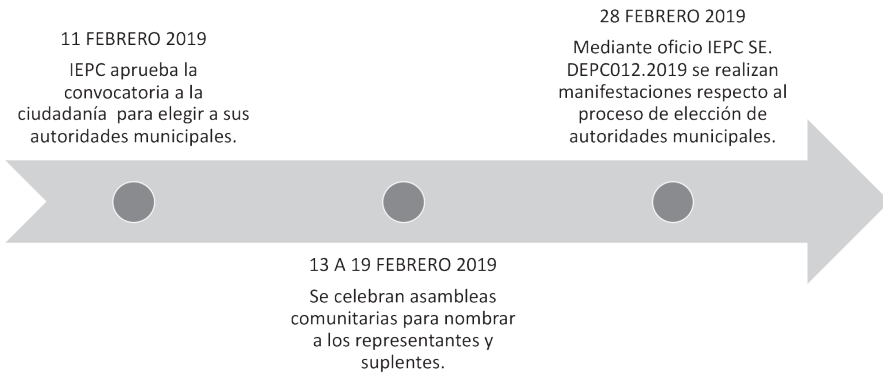 11 FEBRERO 2019
IEPC aprueba la
convocatoria a la
ciudadanía para elegir a sus
autoridades municipales.
13 A 19 FEBRERO 2019
Se celebran asambleas
comunitarias para nombrar
a los representantes y
suplentes.
28 FEBRERO 2019
Mediante oficio IEPC SE.
DEPC012.2019 se realizan
manifestaciones respecto al
proceso de elección de
autoridades municipales.